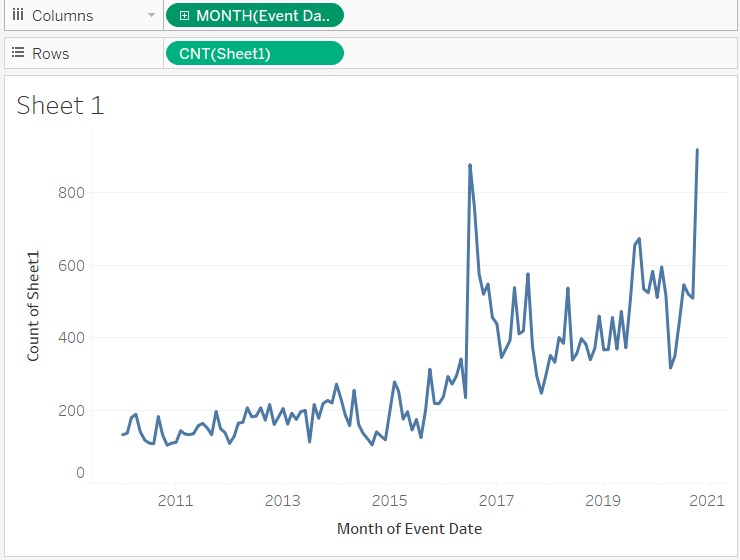 Columns
MONTH(Event Da..
Rows
CNT(Sheet1)
Sheet 1
Count of Sheet1
800
600
400
200
0
2011 2013 2015 2017 2019 2021
Month of Event Date